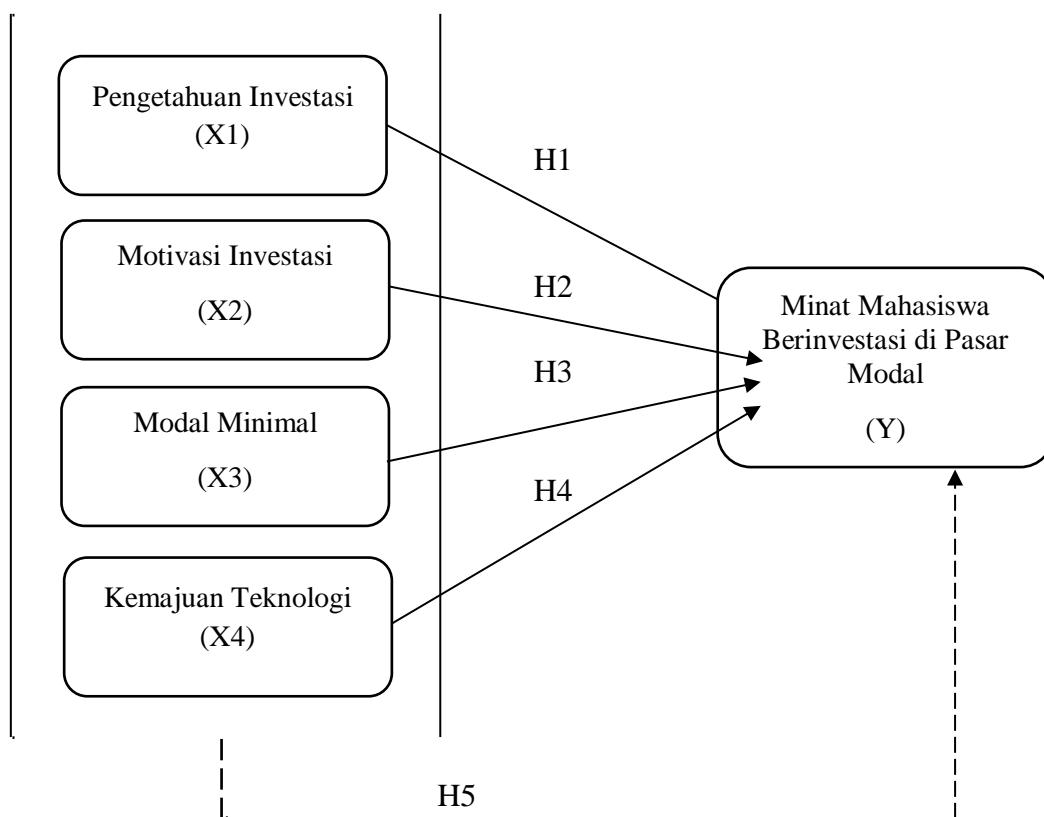 Pengetahuan Investasi
(X1)
H1
Motivasi Investasi
(X2)
H2
Minat Mahasiswa
Berinvestasi di Pasar
Modal
(Y)
H3
Modal Minimal
(X3)
H4
Kemajuan Teknologi
(X4)
H5